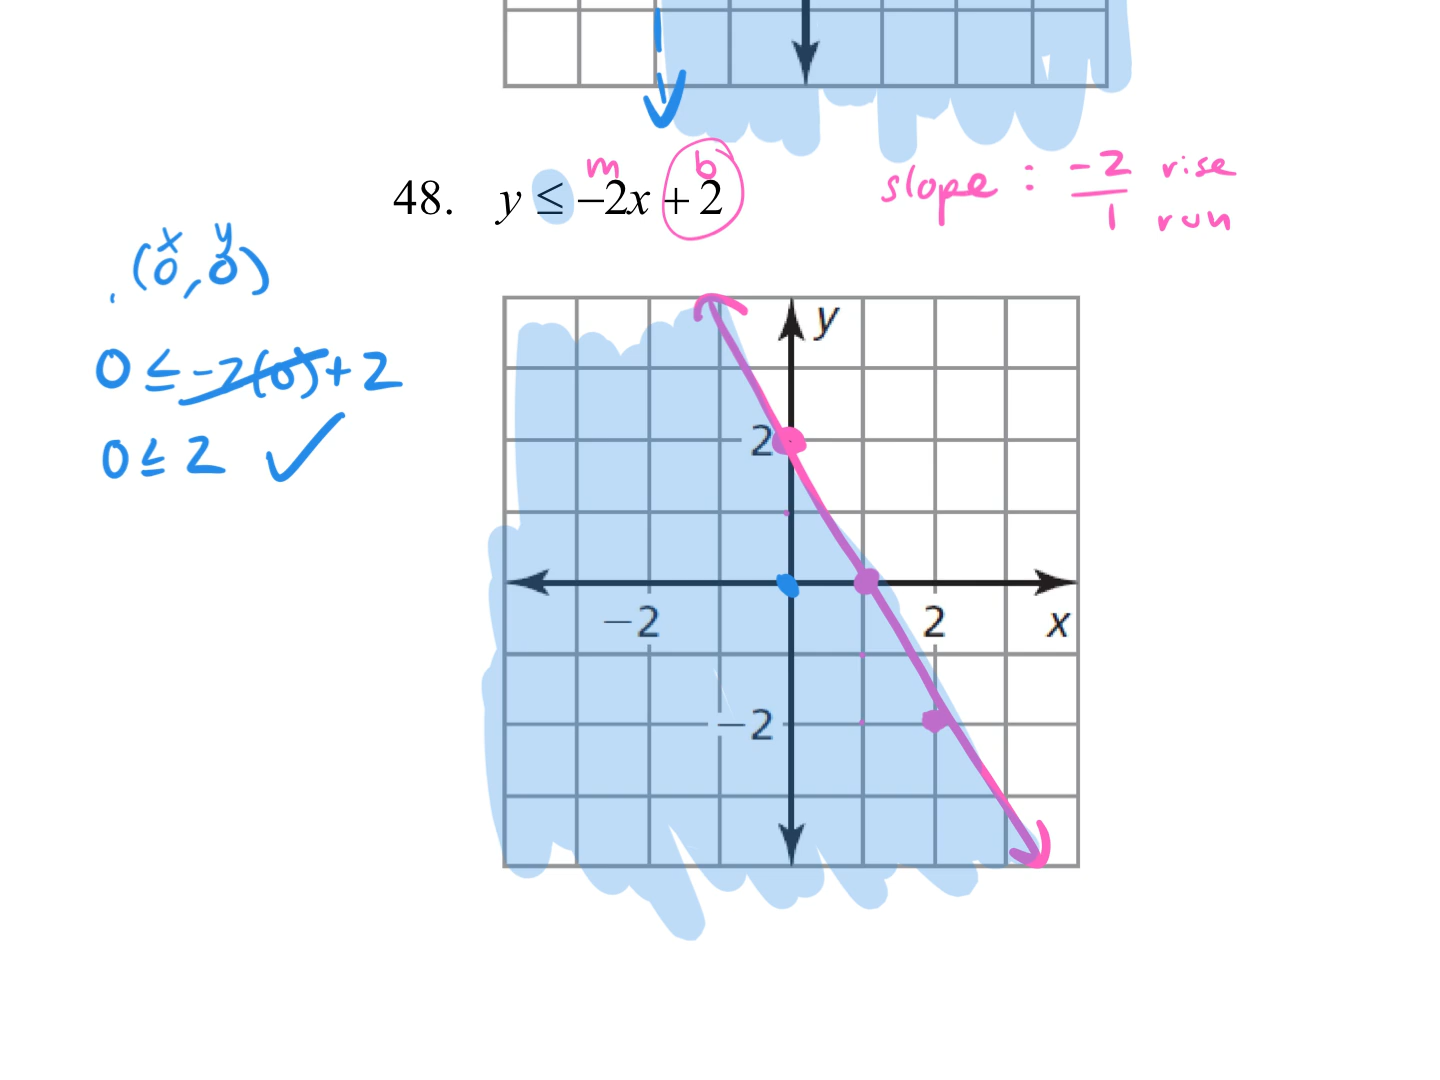 48. y ≤ −2x + 2
m b
slope : -2/1 rise/run
(0,0)
x y
0 ≤ -2(0) + 2
0 ≤ 2 ✓
y
2
−2 2 x
−2